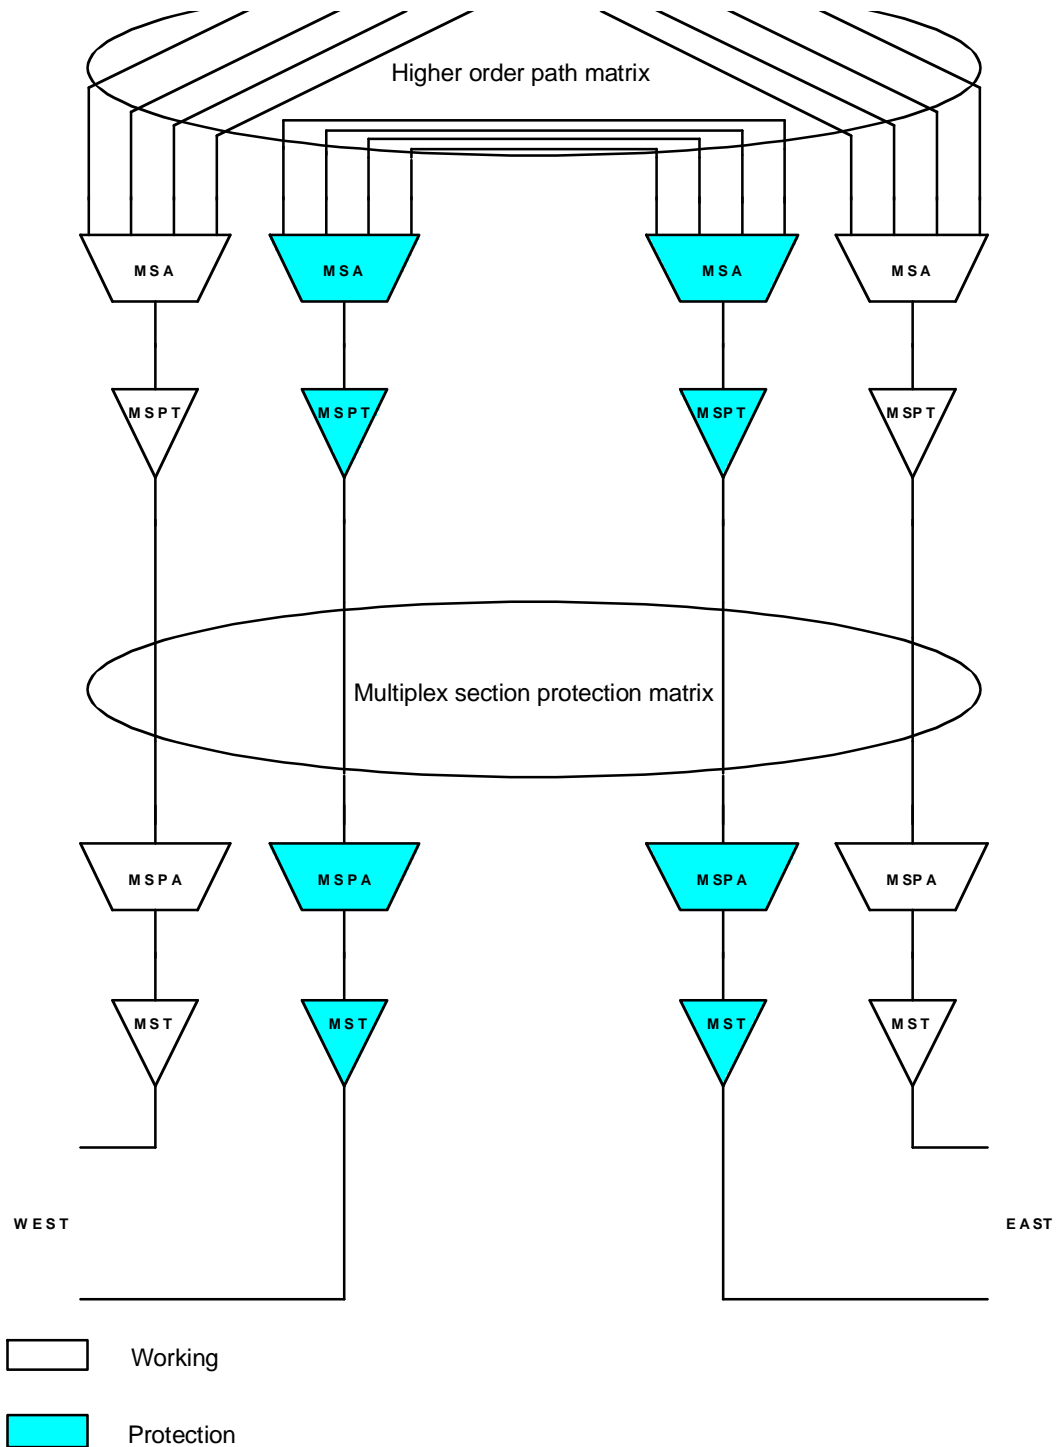 Higher order path matrix
MSA MSA MSA MSA
MSPT MSPT MSPT MSPT
Multiplex section protection matrix
MSPA MSPA MSPA MSPA
MST MST MST MST
WEST EAST
Working
Protection